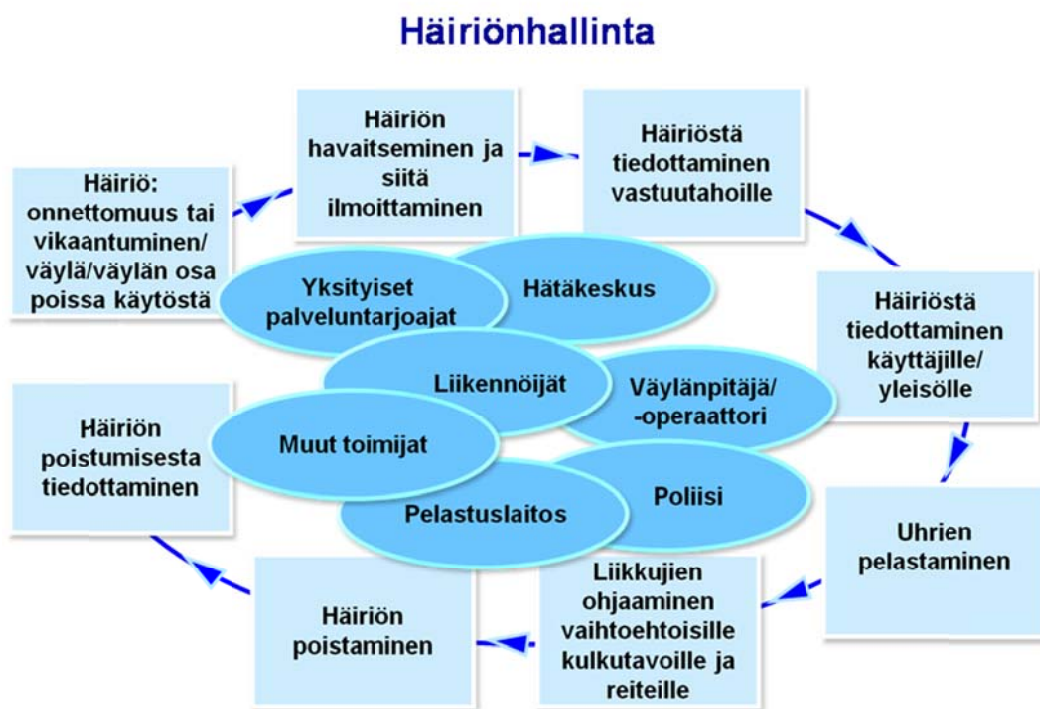 Häiriönhallinta
Häiriö:
onnettomuus tai
vikaantuminen/
väylä/väylän osa
poissa käytöstä
Häiriön
havaitseminen ja
siitä
ilmoittaminen
Häiriöstä
tiedottaminen
vastuutahoille
Häiriöstä
tiedottaminen
käyttäjille/
yleisölle
Uhrien
pelastaminen
Liikkujien
ohjaaminen
vaihtoehtoisille
kulkutavoille ja
reiteille
Häiriön
poistaminen
Häiriön
poistumisesta
tiedottaminen
Yksityiset
palveluntarjoajat
Hätäkeskus
Liikennöijät
Väylänpitäjä/
-operaattori
Muut toimijat
Pelastuslaitos
Poliisi